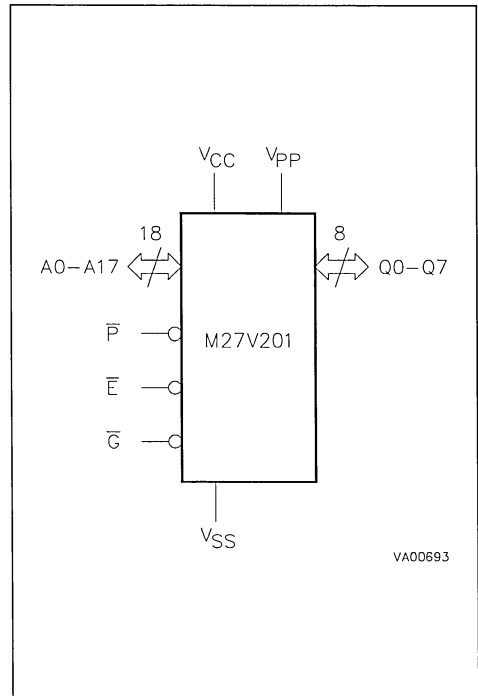 VCC VPP
18 8
A0–A17 Q0–Q7
P̅ M27V201
E̅
G̅
VSS
VA00693